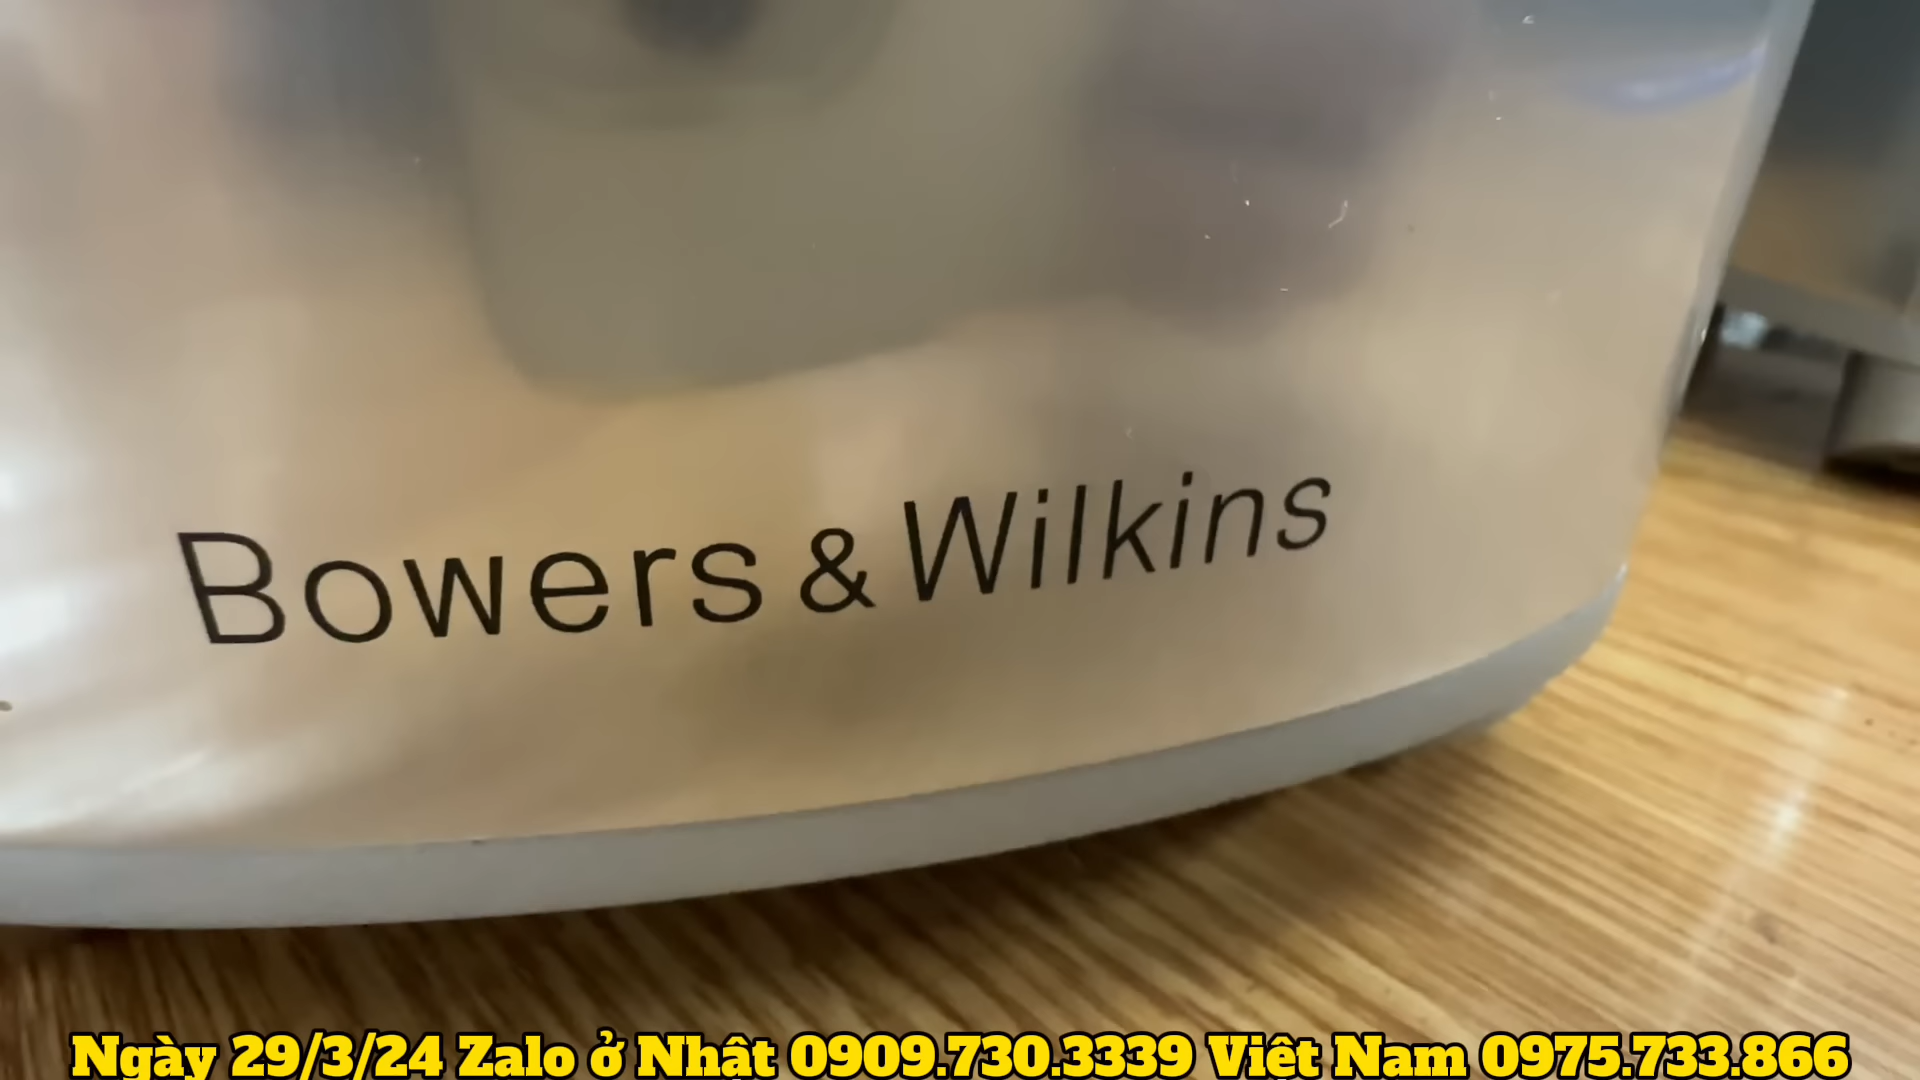 Bowers & Wilkins
Ngày 29/3/24 Zalo ở Nhật 0909.730.3339 Việt Nam 0975.733.866